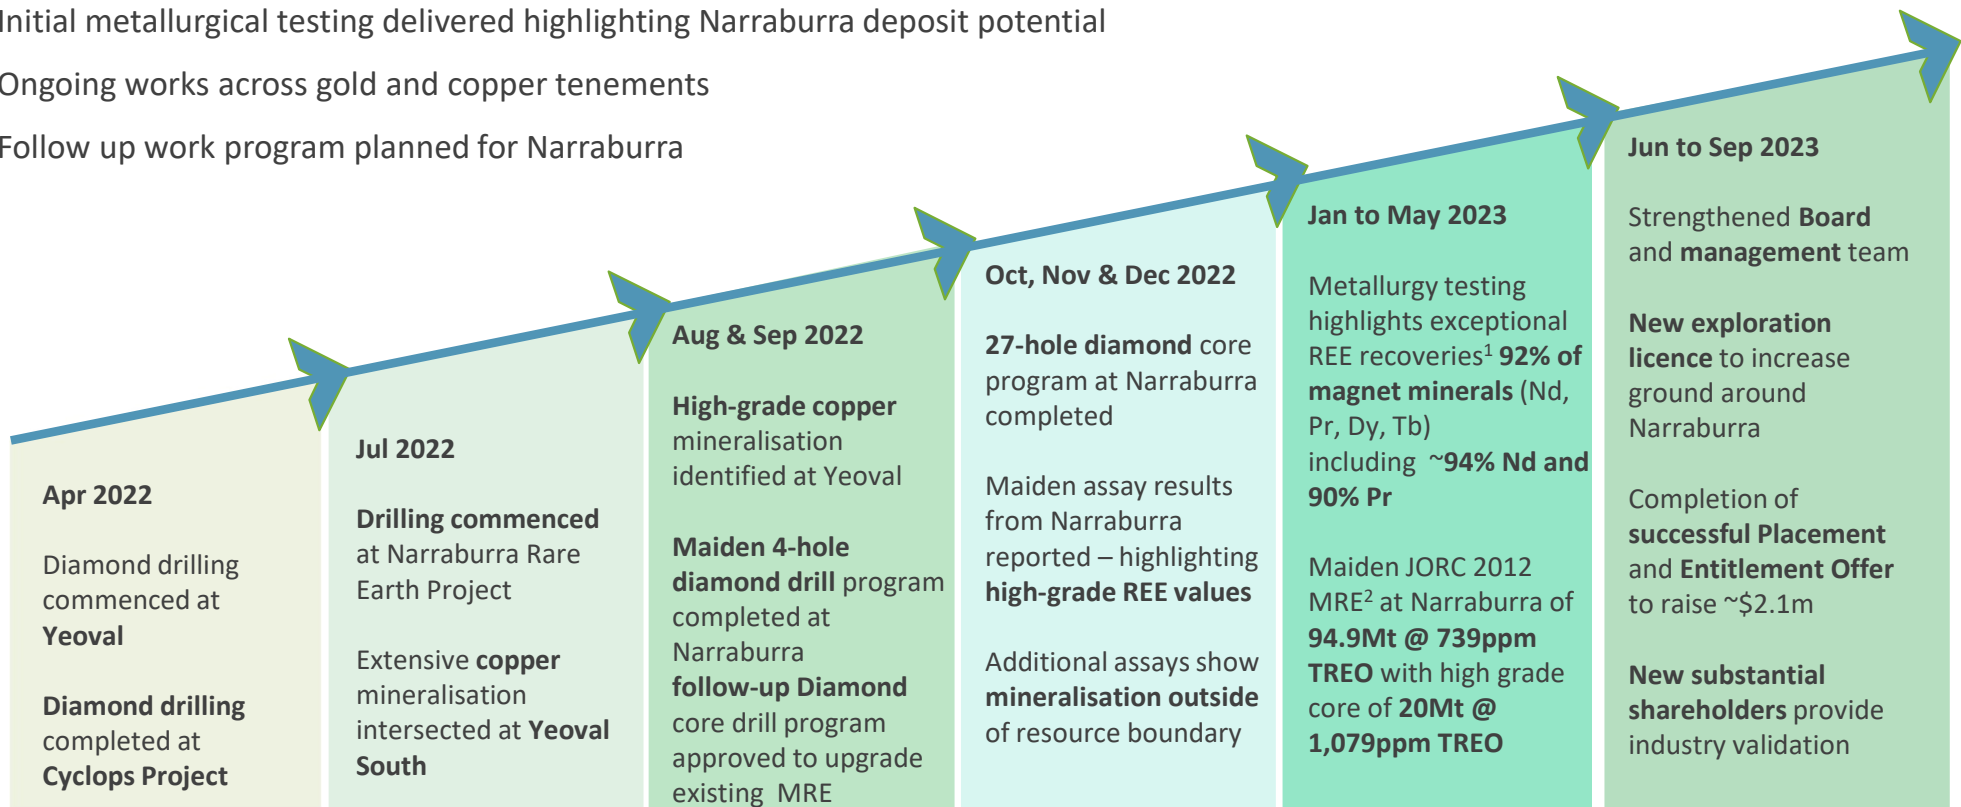 Initial metallurgical testing delivered highlighting Narraburra deposit potential
Ongoing works across gold and copper tenements
Follow up work program planned for Narraburra
Apr 2022
Diamond drilling
commenced at
Yeoval
Diamond drilling
completed at
Cyclops Project
Jul 2022
Drilling commenced
at Narraburra Rare
Earth Project
Extensive copper
mineralisation
intersected at Yeoval
South
Aug & Sep 2022
High-grade copper
mineralisation
identified at Yeoval
Maiden 4-hole
diamond drill program
completed at
Narraburra
follow-up Diamond
core drill program
approved to upgrade
existing MRE
Oct, Nov & Dec 2022
27-hole diamond core
program at Narraburra
completed
Maiden assay results
from Narraburra
reported – highlighting
high-grade REE values
Additional assays show
mineralisation outside
of resource boundary
Jan to May 2023
Metallurgy testing
highlights exceptional
REE recoveries¹ 92% of
magnet minerals (Nd,
Pr, Dy, Tb)
including ~94% Nd and
90% Pr
Maiden JORC 2012
MRE² at Narraburra of
94.9Mt @ 739ppm
TREO with high grade
core of 20Mt @
1,079ppm TREO
Jun to Sep 2023
Strengthened Board
and management team
New exploration
licence to increase
ground around
Narraburra
Completion of
successful Placement
and Entitlement Offer
to raise ~$2.1m
New substantial
shareholders provide
industry validation